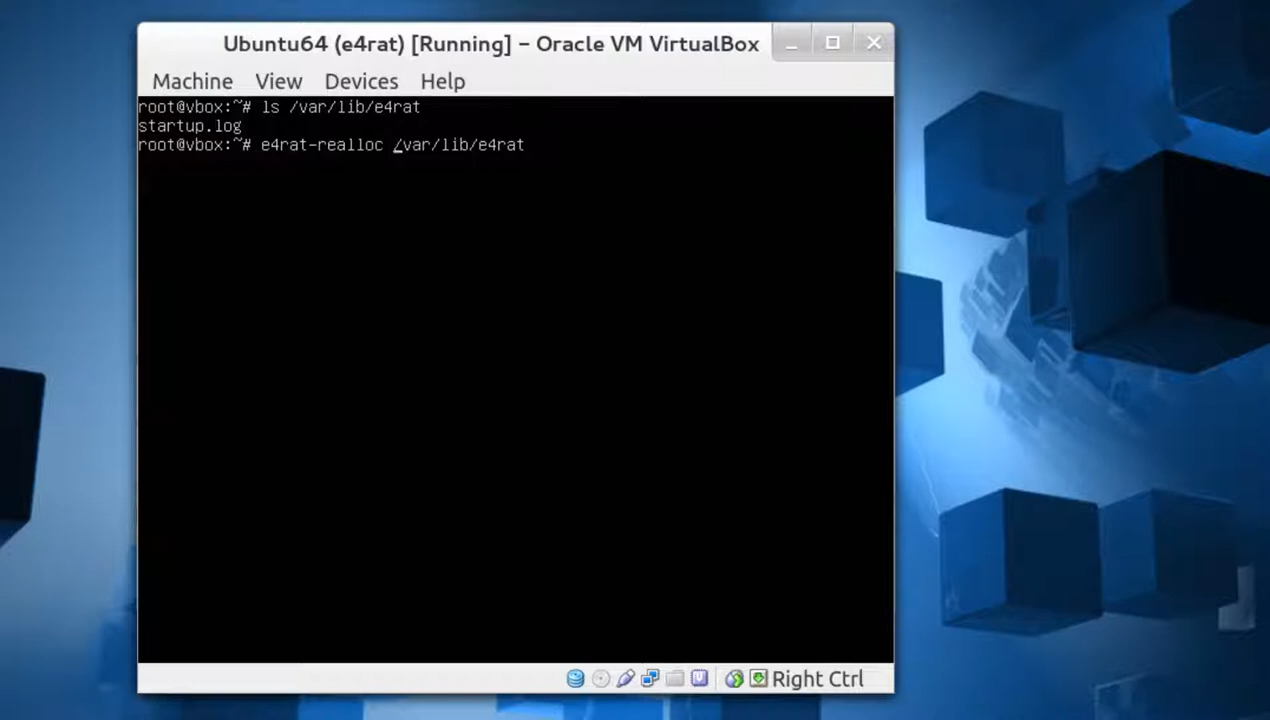 Ubuntu64 (e4rat) [Running] – Oracle VM VirtualBox
Machine View Devices Help
root@vbox:~# ls /var/lib/e4rat
startup.log
root@vbox:~# e4rat-realloc /var/lib/e4rat
Right Ctrl